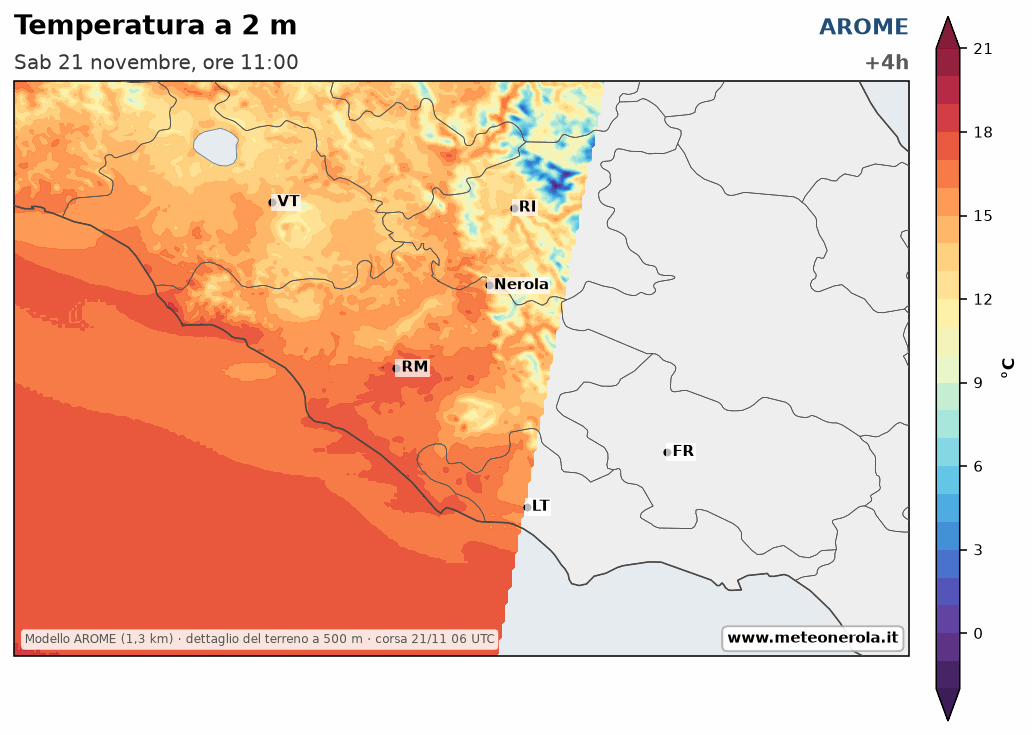 Temperatura a 2 m
AROME
Sab 21 novembre, ore 11:00
+4h
21
18
15
12
9
6
3
0
°C
VT
RI
Nerola
RM
FR
LT
Modello AROME (1,3 km) · dettaglio del terreno a 500 m · corsa 21/11 06 UTC
www.meteonerola.it